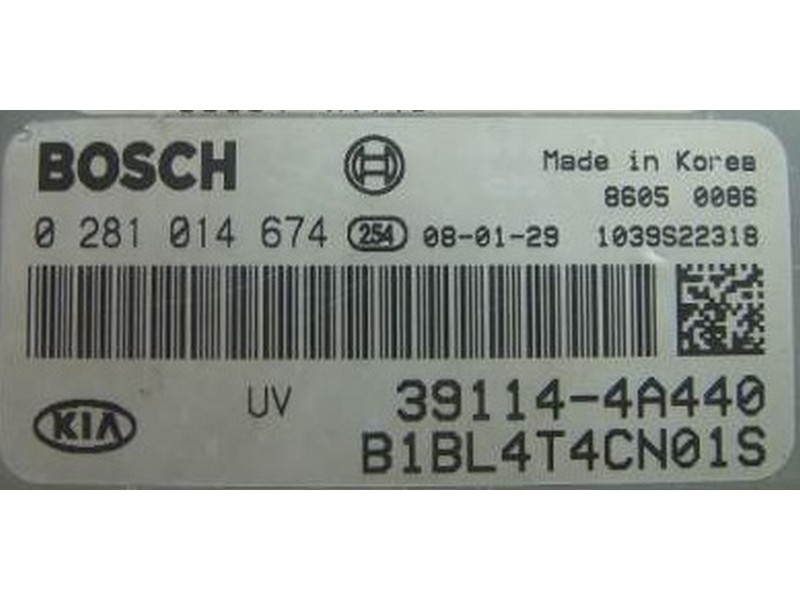 BOSCH Made in Korea
8605 0086
0 281 014 674 254 08-01-29 1039S22318
KIA UV 39114-4A440
B1BL4T4CN01S